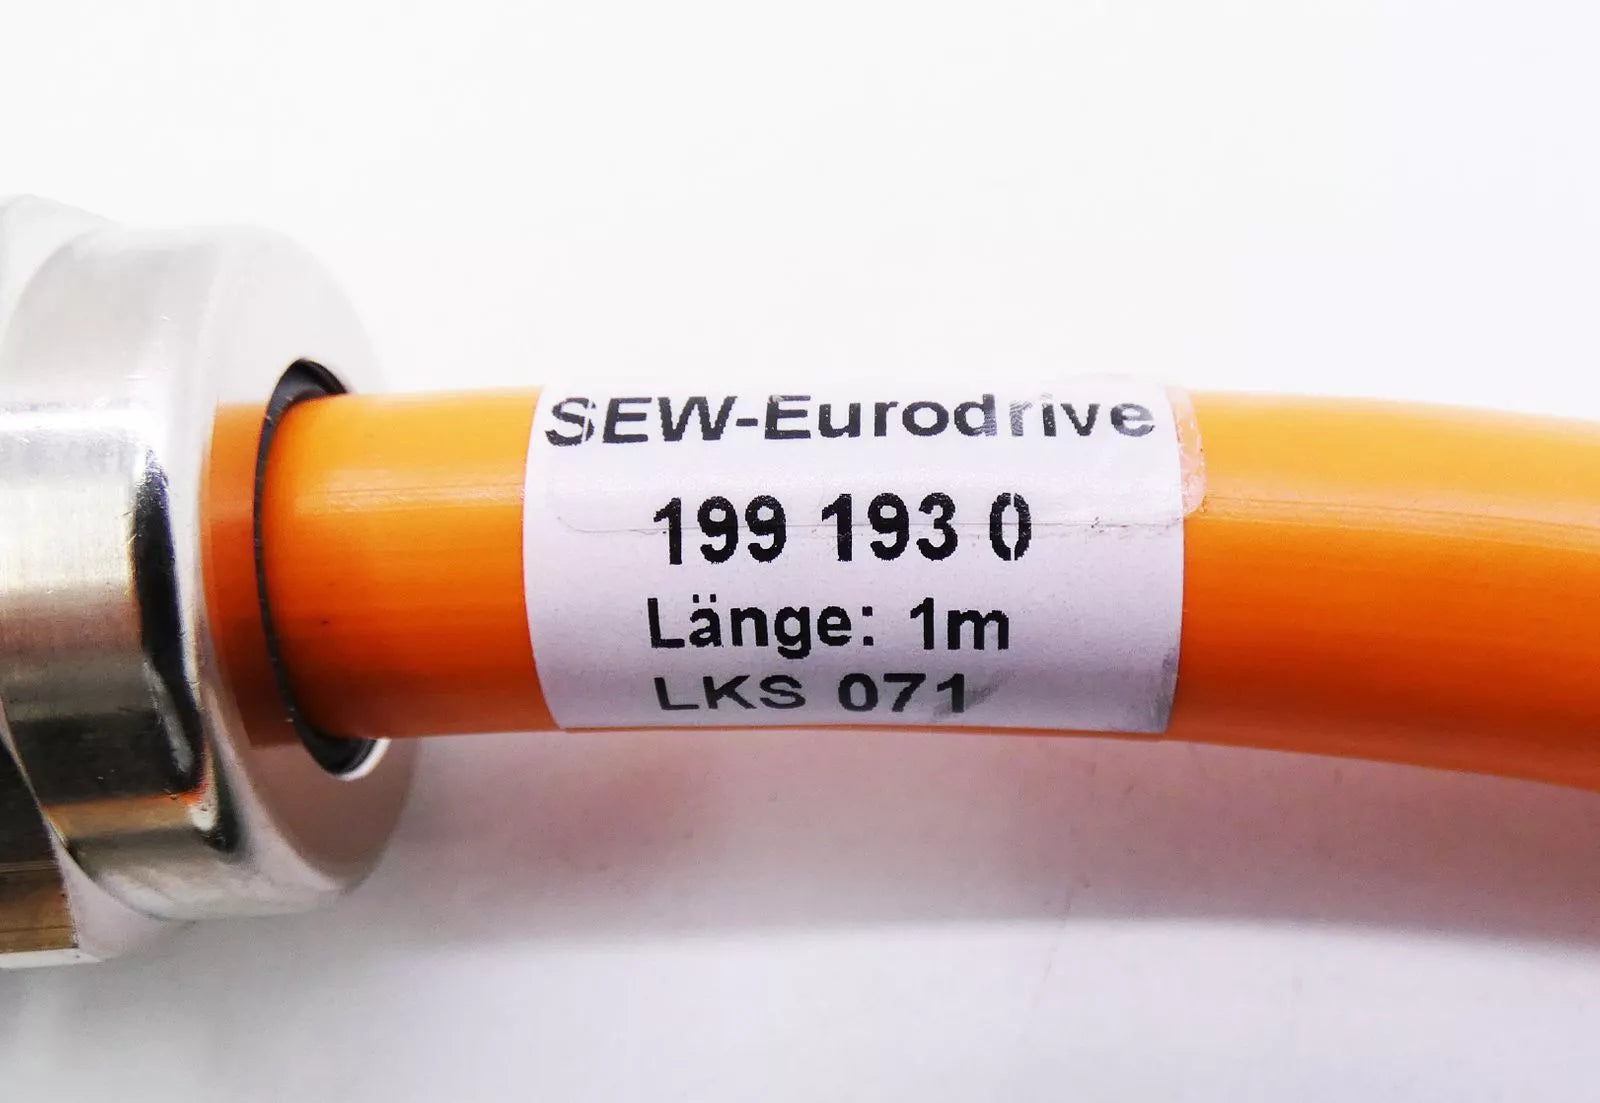 SEW-Eurodrive
199 193 0
Länge: 1m
LKS 071